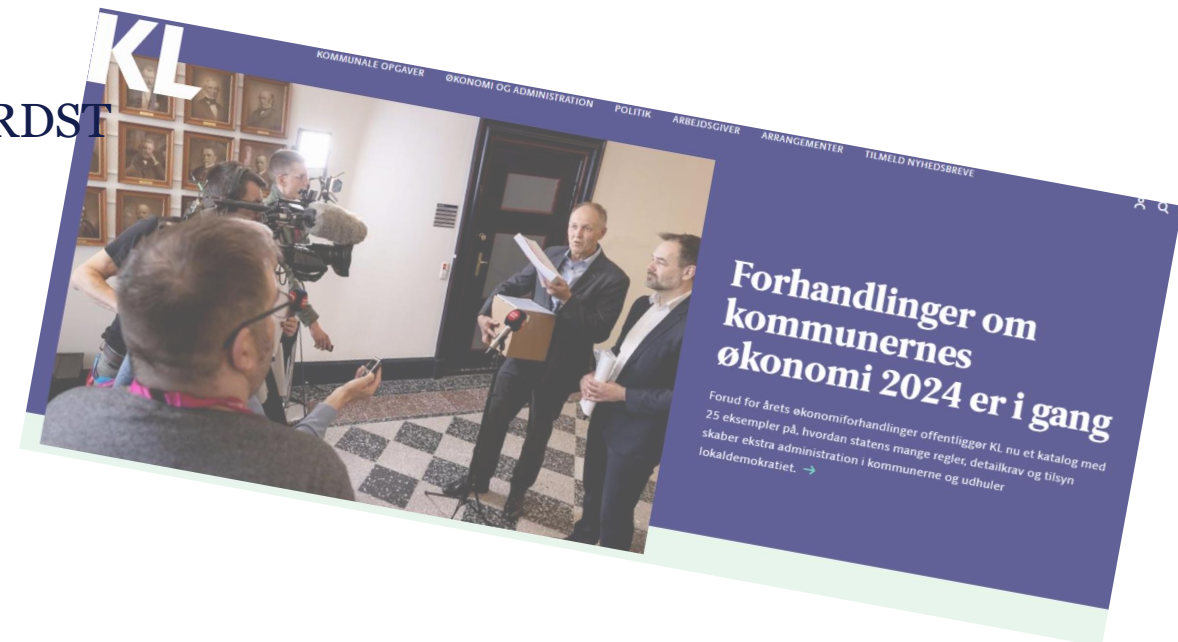 KL
RDST
KOMMUNALE OPGAVER
ØKONOMI OG ADMINISTRATION
POLITIK
ARBEJDSGIVER
ARRANGEMENTER
TILMELD NYHEDSBREVE
Forhandlinger om
kommunernes
økonomi 2024 er i gang
Forud for årets økonomiforhandlinger offentliggør KL nu et katalog med
25 eksempler på, hvordan statens mange regler, detailkrav og tilsyn
skaber ekstra administration i kommunerne og udhuler
lokaldemokratiet. →